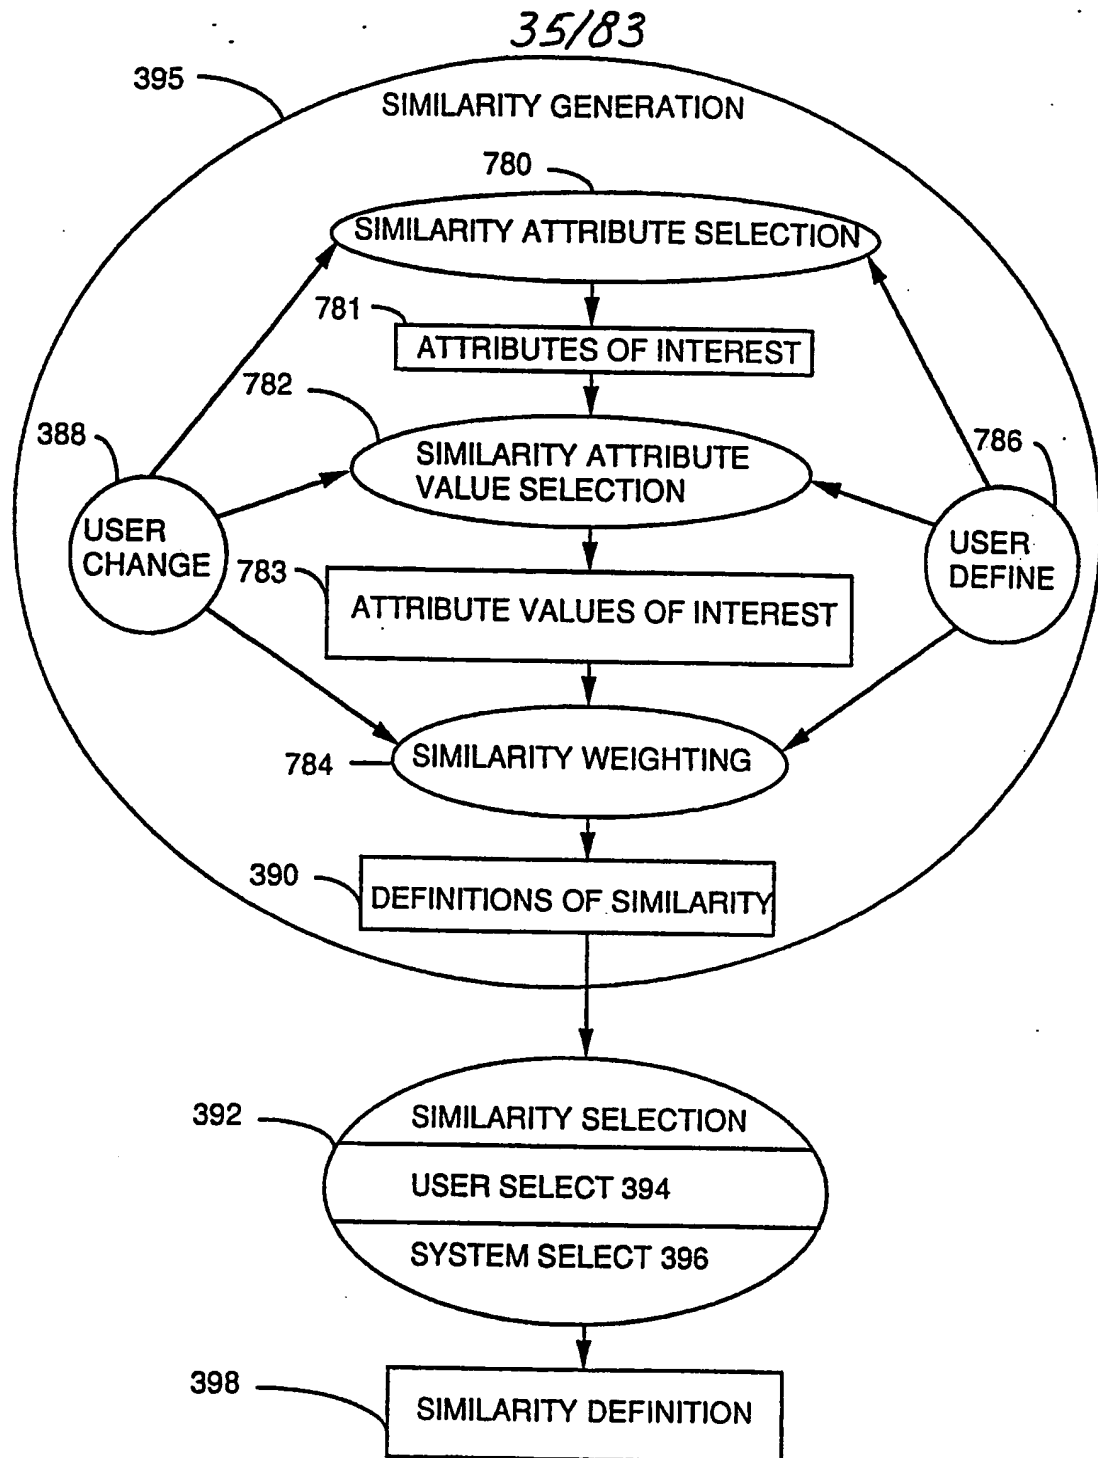 35/83
395
SIMILARITY GENERATION
780
SIMILARITY ATTRIBUTE SELECTION
781
ATTRIBUTES OF INTEREST
782
388
SIMILARITY ATTRIBUTE
VALUE SELECTION
786
USER
CHANGE
USER
DEFINE
783
ATTRIBUTE VALUES OF INTEREST
784
SIMILARITY WEIGHTING
390
DEFINITIONS OF SIMILARITY
392
SIMILARITY SELECTION
USER SELECT 394
SYSTEM SELECT 396
398
SIMILARITY DEFINITION